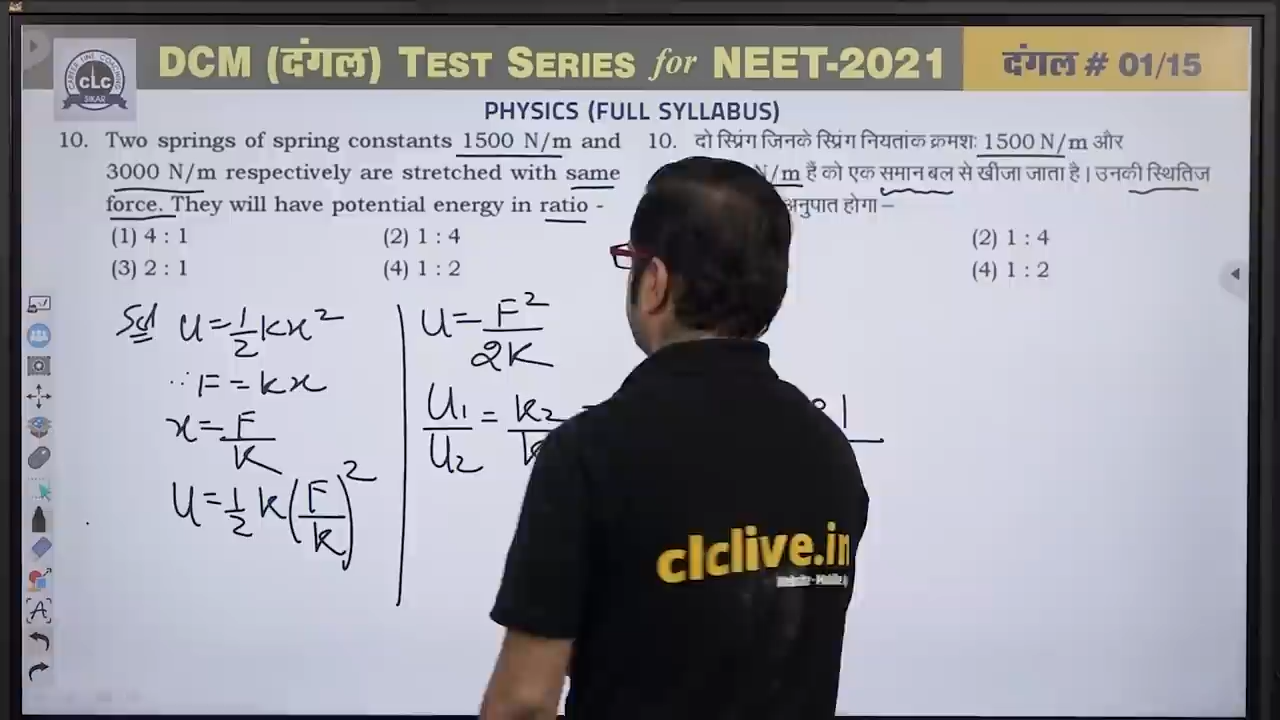 CLC
SIKAR
DCM (दंगल) TEST SERIES for NEET-2021
दंगल # 01/15
PHYSICS (FULL SYLLABUS)
10. Two springs of spring constants 1500 N/m and
3000 N/m respectively are stretched with same
force. They will have potential energy in ratio -
(1) 4 : 1 (2) 1 : 4
(3) 2 : 1 (4) 1 : 2
10. दो स्प्रिंग जिनके स्प्रिंग नियतांक क्रमशः 1500 N/m और
N/m हैं को एक समान बल से खींचा जाता है। उनकी स्थितिज
अनुपात होगा –
(2) 1 : 4
(4) 1 : 2
Sol U = 1/2 kx²
∵ F = kx
x = F/K
U = 1/2 K (F/K)²
U = F²/2K
U₁/U₂ = K₂/K
1
clclive.in
A